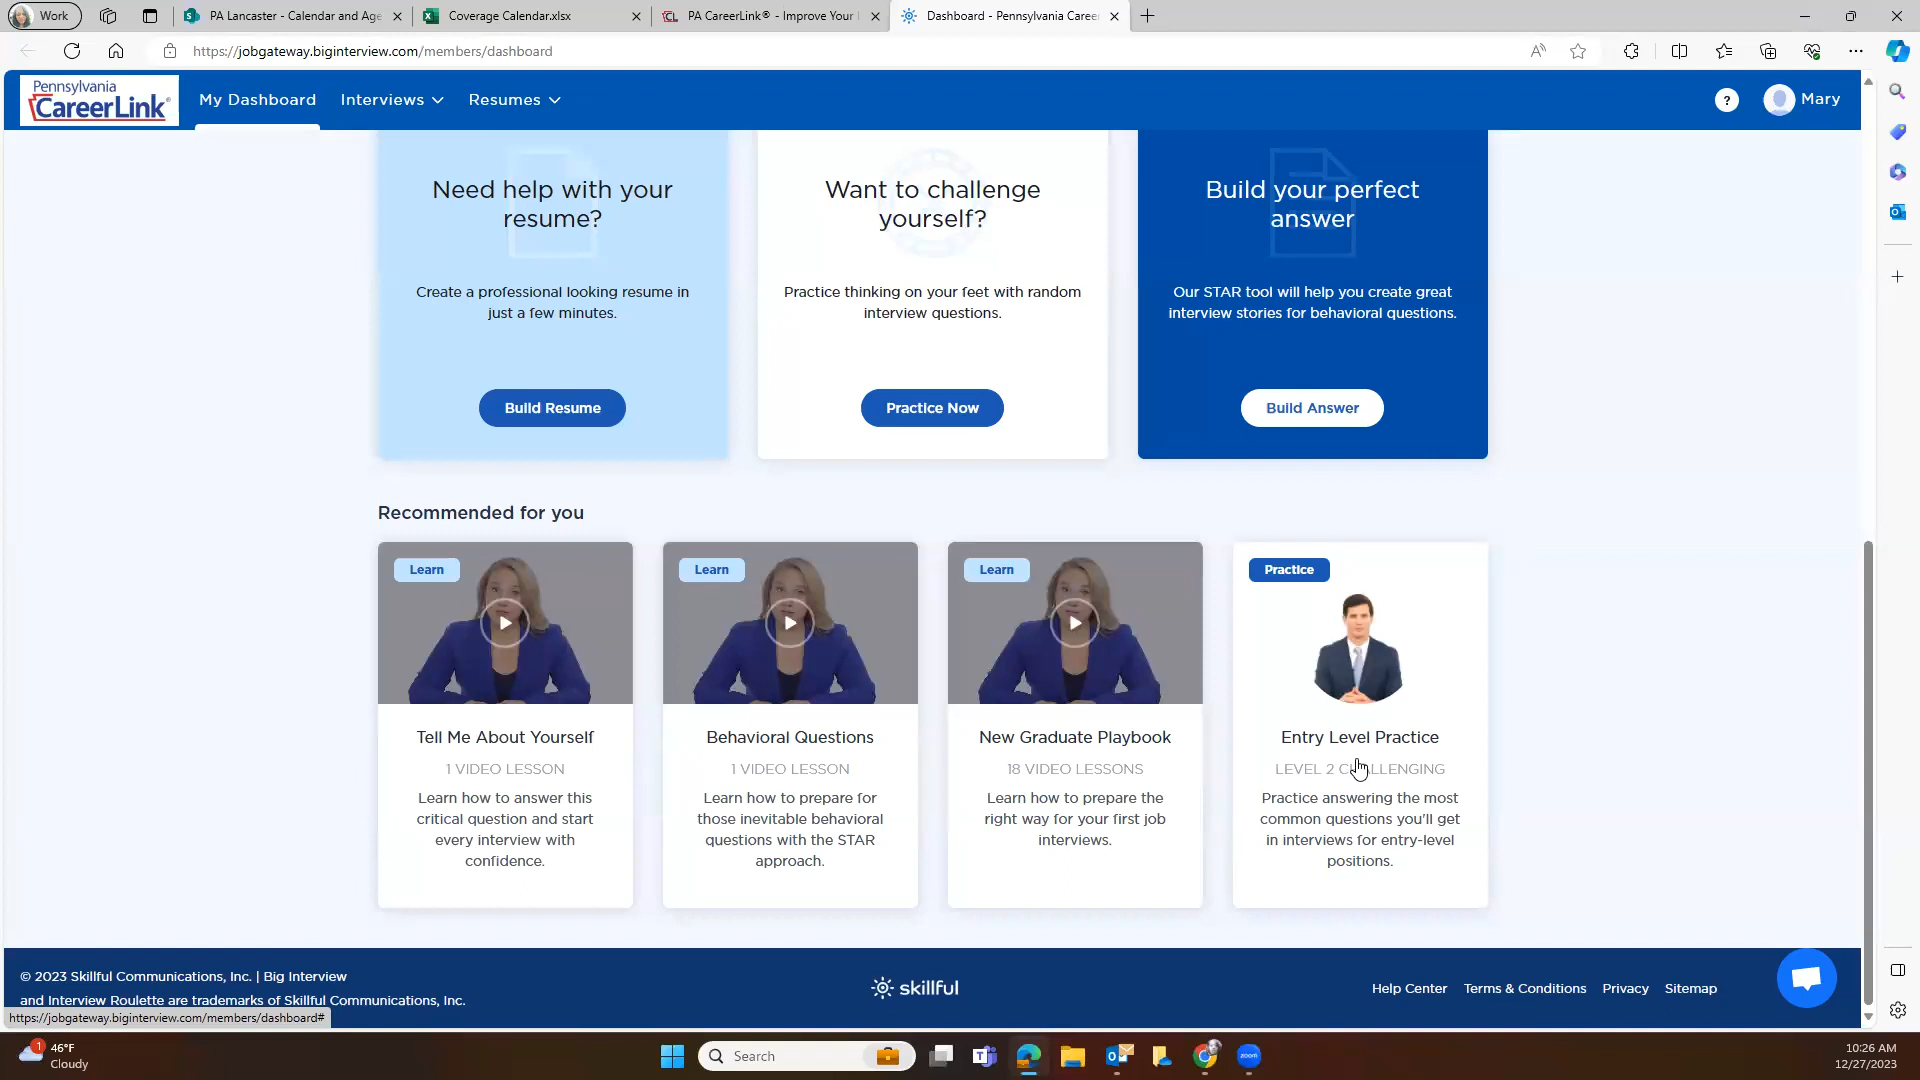 Work
PA Lancaster - Calendar and Age
Coverage Calendar.xlsx
PA CareerLink® - Improve Your
Dashboard - Pennsylvania Career
https://jobgateway.biginterview.com/members/dashboard
Pennsylvania
CareerLink
My Dashboard
Interviews
Resumes
?
Mary
Need help with your
resume?
Create a professional looking resume in
just a few minutes.
Build Resume
Want to challenge
yourself?
Practice thinking on your feet with random
interview questions.
Practice Now
Build your perfect
answer
Our STAR tool will help you create great
interview stories for behavioral questions.
Build Answer
Recommended for you
Learn
Tell Me About Yourself
1 VIDEO LESSON
Learn how to answer this
critical question and start
every interview with
confidence.
Learn
Behavioral Questions
1 VIDEO LESSON
Learn how to prepare for
those inevitable behavioral
questions with the STAR
approach.
Learn
New Graduate Playbook
18 VIDEO LESSONS
Learn how to prepare the
right way for your first job
interviews.
Practice
Entry Level Practice
LEVEL 2 CHALLENGING
Practice answering the most
common questions you'll get
in interviews for entry-level
positions.
© 2023 Skillful Communications, Inc. | Big Interview
and Interview Roulette are trademarks of Skillful Communications, Inc.
skillful
Help Center
Terms & Conditions
Privacy
Sitemap
https://jobgateway.biginterview.com/members/dashboard#
1
46°F
Cloudy
Search
zoom
10:26 AM
12/27/2023